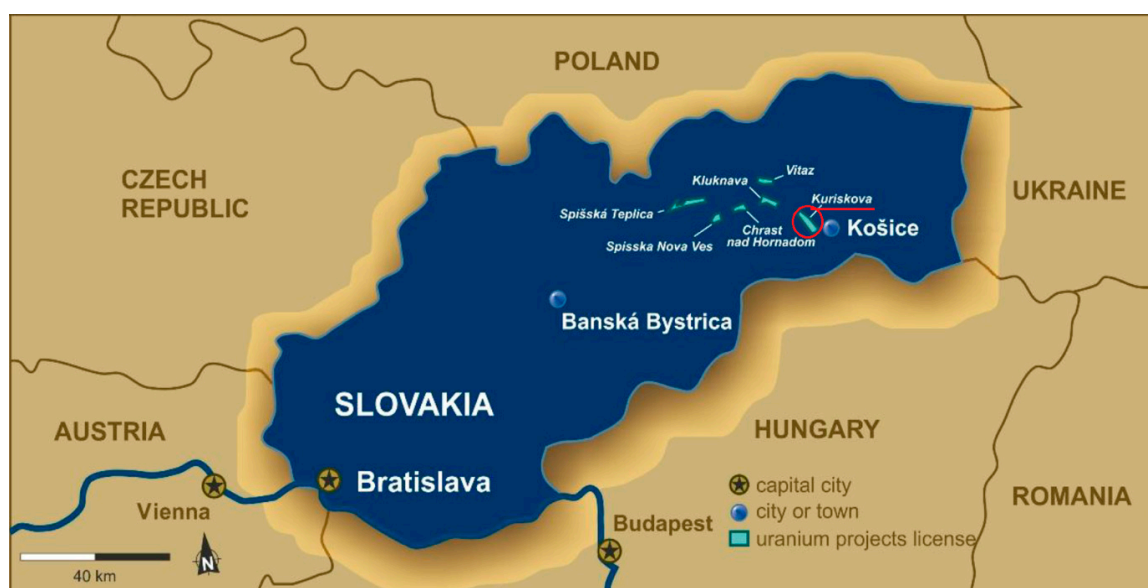 POLAND
CZECH
REPUBLIC
UKRAINE
Vitaz
Kluknava
Kuriskova
Spišská Teplica
Košice
Spisska Nova Ves
Chrast
nad Hornadom
Banská Bystrica
SLOVAKIA
AUSTRIA
HUNGARY
Bratislava
capital city
ROMANIA
Vienna
Budapest
city or town
uranium projects license
40 km
N